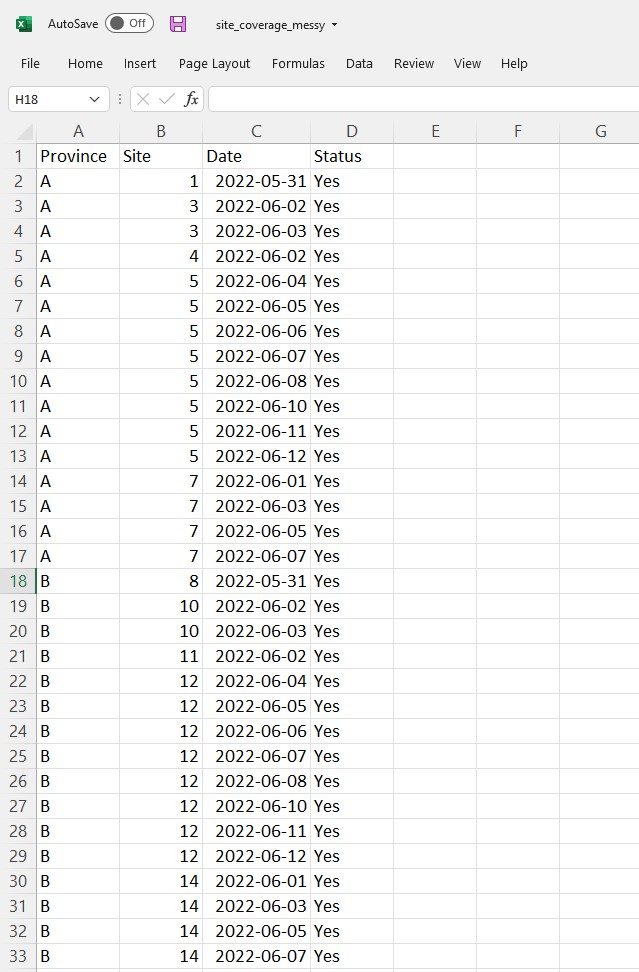 AutoSave Off site_coverage_messy
File Home Insert Page Layout Formulas Data Review View Help
H18 fx
A B C D E F G
1 Province Site Date Status
2 A 1 2022-05-31 Yes
3 A 3 2022-06-02 Yes
4 A 3 2022-06-03 Yes
5 A 4 2022-06-02 Yes
6 A 5 2022-06-04 Yes
7 A 5 2022-06-05 Yes
8 A 5 2022-06-06 Yes
9 A 5 2022-06-07 Yes
10 A 5 2022-06-08 Yes
11 A 5 2022-06-10 Yes
12 A 5 2022-06-11 Yes
13 A 5 2022-06-12 Yes
14 A 7 2022-06-01 Yes
15 A 7 2022-06-03 Yes
16 A 7 2022-06-05 Yes
17 A 7 2022-06-07 Yes
18 B 8 2022-05-31 Yes
19 B 10 2022-06-02 Yes
20 B 10 2022-06-03 Yes
21 B 11 2022-06-02 Yes
22 B 12 2022-06-04 Yes
23 B 12 2022-06-05 Yes
24 B 12 2022-06-06 Yes
25 B 12 2022-06-07 Yes
26 B 12 2022-06-08 Yes
27 B 12 2022-06-10 Yes
28 B 12 2022-06-11 Yes
29 B 12 2022-06-12 Yes
30 B 14 2022-06-01 Yes
31 B 14 2022-06-03 Yes
32 B 14 2022-06-05 Yes
33 B 14 2022-06-07 Yes